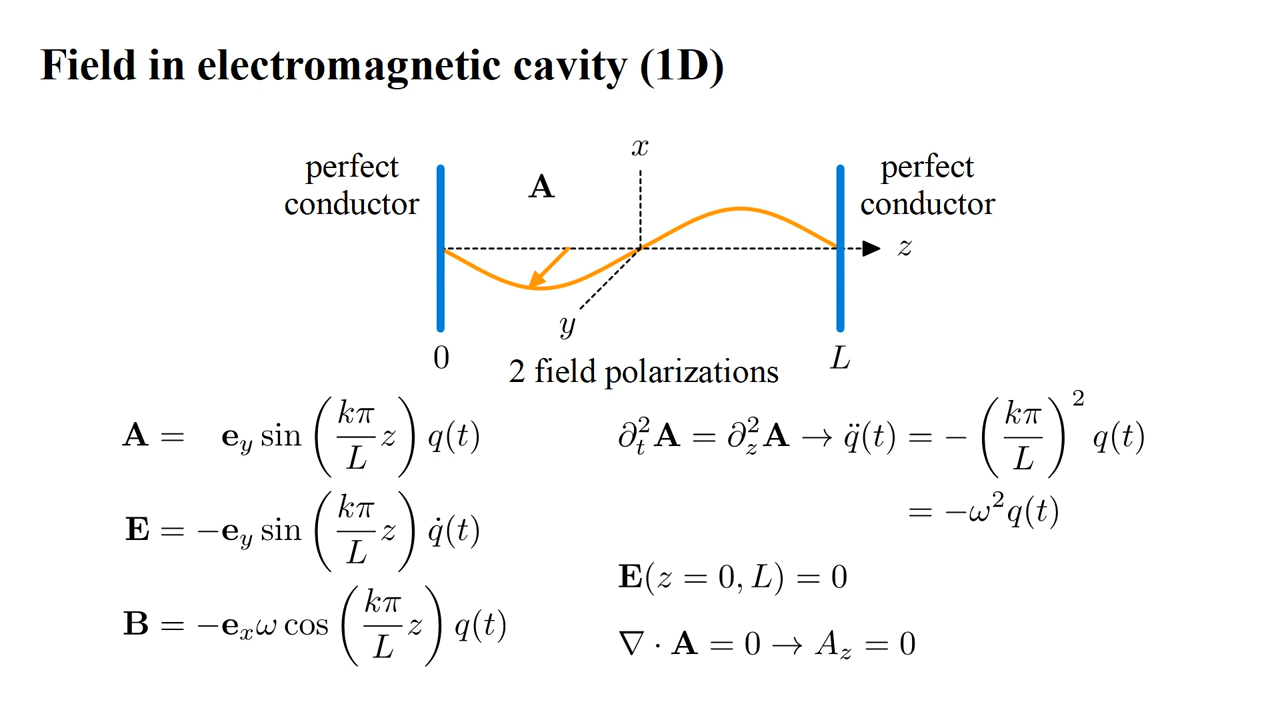 Field in electromagnetic cavity (1D)
x
perfect
conductor
A
perfect
conductor
z
y
0
L
2 field polarizations
A = e_y sin(kπ/L z) q(t)
∂_t^2 A = ∂_z^2 A → q̈(t) = −(kπ/L)^2 q(t)
= −ω^2 q(t)
E = −e_y sin(kπ/L z) q̇(t)
E(z = 0, L) = 0
B = −e_x ω cos(kπ/L z) q(t)
∇ · A = 0 → A_z = 0